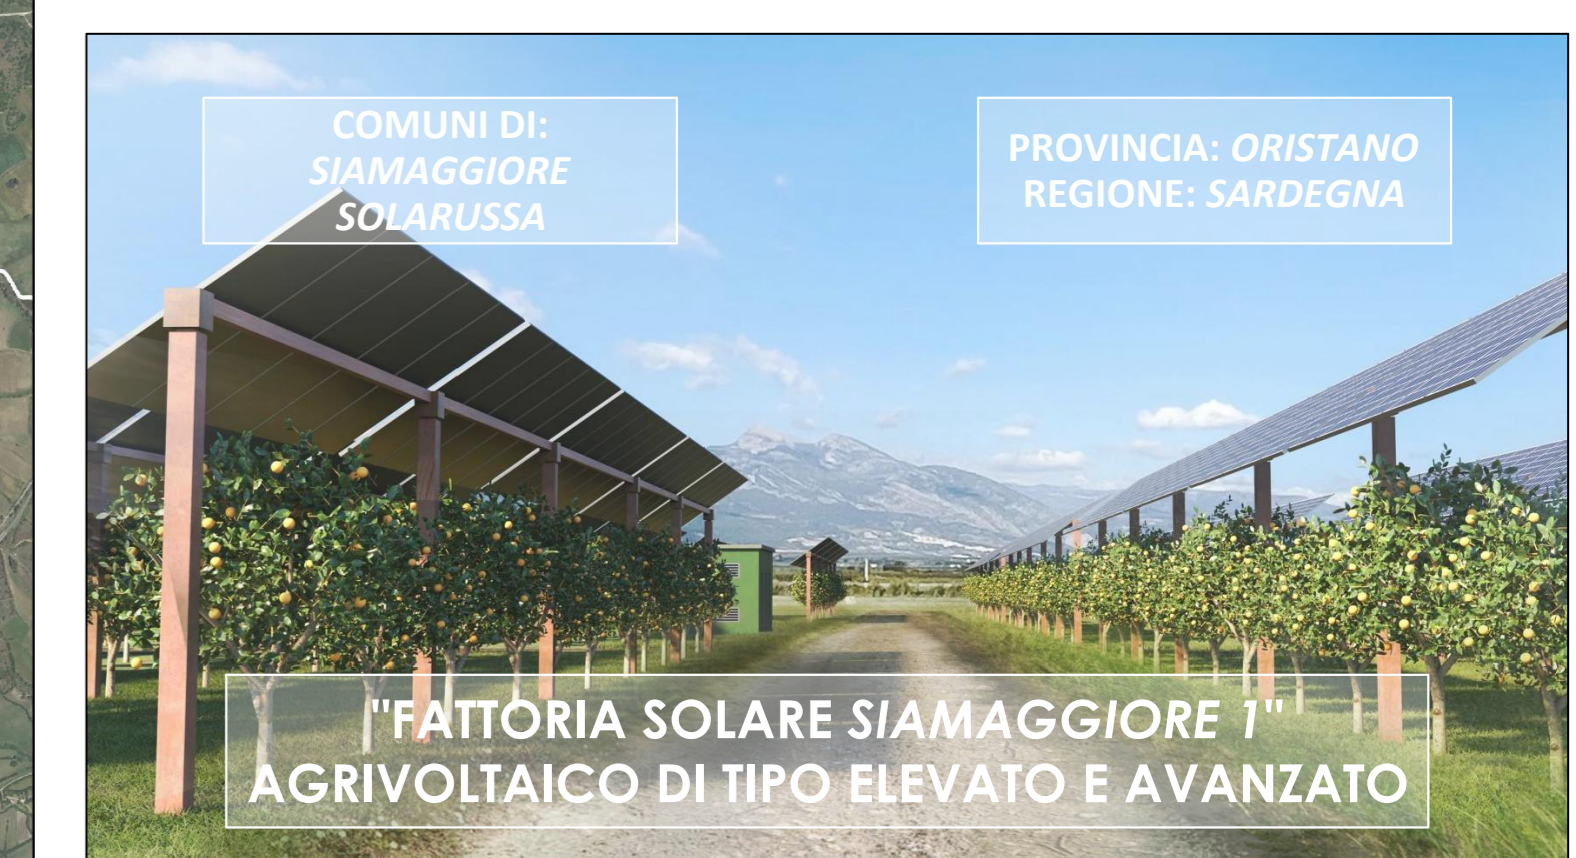 COMUNI DI:
SIAMAGGIORE
SOLARUSSA
PROVINCIA: ORISTANO
REGIONE: SARDEGNA
"FATTORIA SOLARE SIAMAGGIORE 1"
AGRIVOLTAICO DI TIPO ELEVATO E AVANZATO